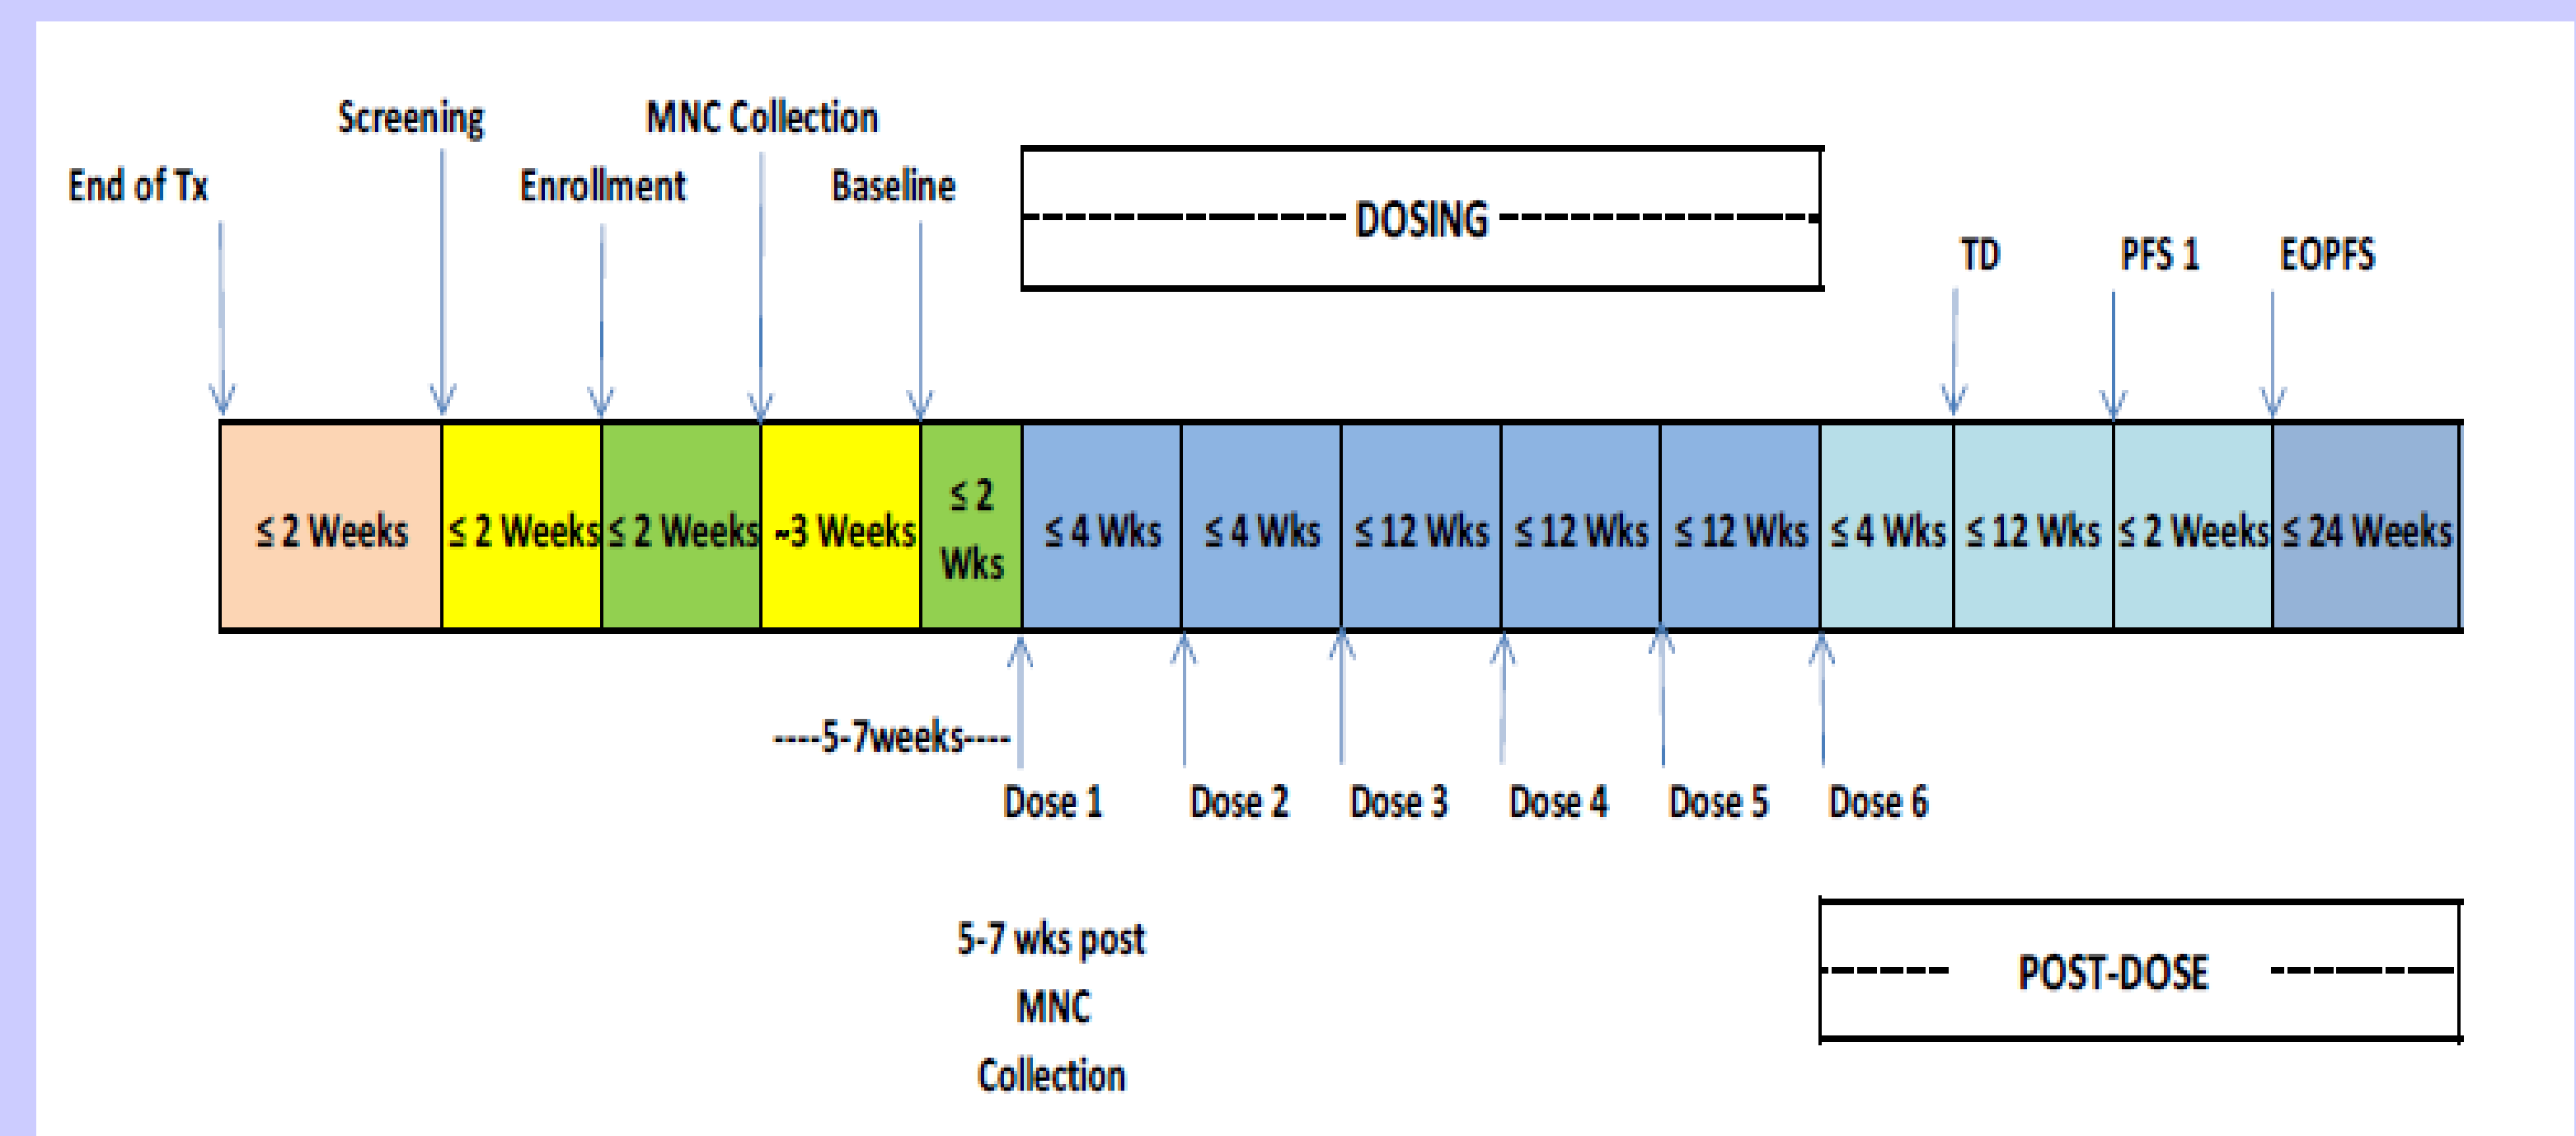 Screening
MNC Collection
End of Tx
Enrollment
Baseline
DOSING
TD
PFS 1
EOPFS
≤ 2 Weeks
≤ 2 Weeks
≤ 2 Weeks
~3 Weeks
≤ 2
Wks
≤ 4 Wks
≤ 4 Wks
≤ 12 Wks
≤ 12 Wks
≤ 12 Wks
≤ 4 Wks
≤ 12 Wks
≤ 2 Weeks
≤ 24 Weeks
----5-7weeks----
Dose 1
Dose 2
Dose 3
Dose 4
Dose 5
Dose 6
5-7 wks post
MNC
Collection
POST-DOSE